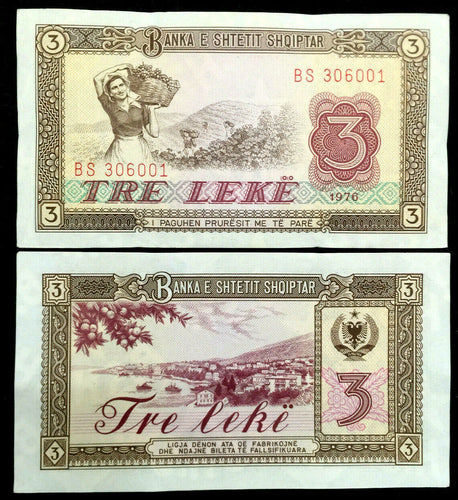 3 BANKA E SHTETIT SHQIPTAR 3
BS 306001
3
BS 306001
TRE LEKË 1976
3 I PAGUHEN PRURËSIT ME TË PARË 3
3 BANKA E SHTETIT SHQIPTAR 3
3
Tre lekë
3 LIGJA DËNON ATA QË FABRIKOJNË 3
DHE NDAJNË BILETA TË FALLSIFIKUARA